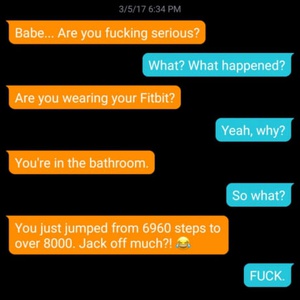 3/5/17 6:34 PM
Babe... Are you fucking serious?
What? What happened?
Are you wearing your Fitbit?
Yeah, why?
You're in the bathroom.
So what?
You just jumped from 6960 steps to
over 8000. Jack off much?! 😂
FUCK.